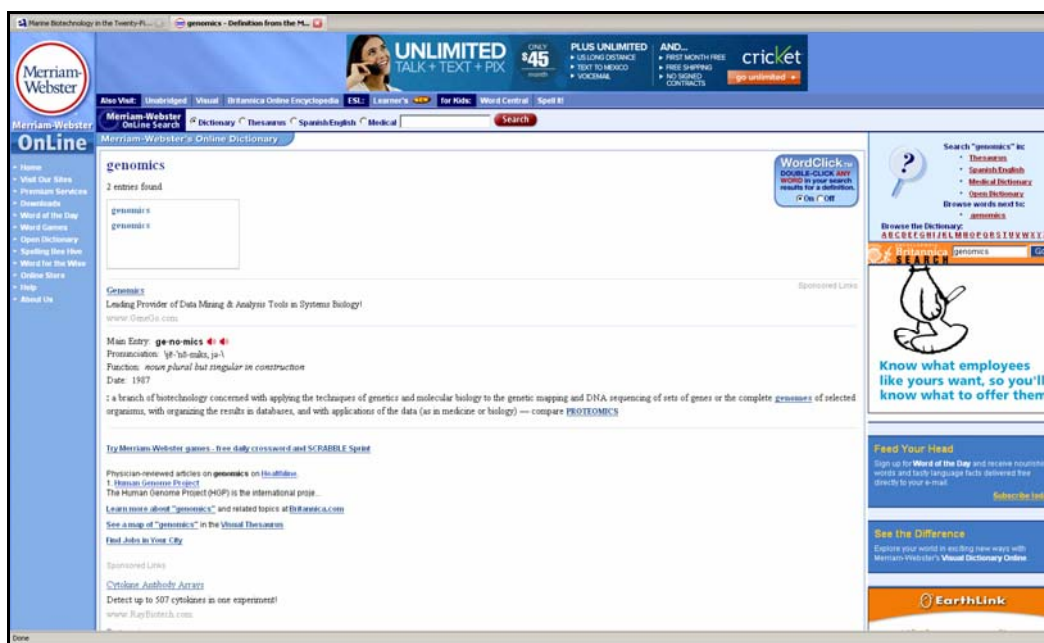 Marine Biotechnology in the Twenty-Fi...
genomics - Definition from the M...
Merriam-
Webster
Merriam-Webster
OnLine
UNLIMITED
TALK + TEXT + PIX
ONLY
$45
month
PLUS UNLIMITED
▸ US LONG DISTANCE
▸ TEXT TO MEXICO
▸ VOICEMAIL
AND...
▸ FIRST MONTH FREE
▸ FREE SHIPPING
▸ NO SIGNED
CONTRACTS
cricket
go unlimited
Also Visit: Unabridged Visual Britannica Online Encyclopedia ESL: Learner's NEW for Kids: Word Central Spell It!
Merriam-Webster
OnLine Search
Dictionary Thesaurus Spanish/English Medical Search
Merriam-Webster's Online Dictionary
Home
Visit Our Sites
Premium Services
Downloads
Word of the Day
Word Games
Open Dictionary
Spelling Bee Hive
Word for the Wise
Online Store
Help
About Us
genomics
2 entries found.
genomics
genomics
WordClick TM
DOUBLE-CLICK ANY
WORD in your search
results for a definition.
On Off
Genomics
Sponsored Links
Leading Provider of Data Mining & Analysis Tools in Systems Biology!
www.GeneGo.com
Main Entry: ge·no·mics
Pronunciation: \jē-ˈnō-miks, jə-\
Function: noun plural but singular in construction
Date: 1987
: a branch of biotechnology concerned with applying the techniques of genetics and molecular biology to the genetic mapping and DNA sequencing of sets of genes or the complete genomes of selected
organisms, with organizing the results in databases, and with applications of the data (as in medicine or biology) — compare PROTEOMICS
Try Merriam-Webster games - free daily crossword and SCRABBLE Sprint
Physician-reviewed articles on genomics on Healthline.
1. Human Genome Project
The Human Genome Project (HGP) is the international proje...
Learn more about "genomics" and related topics at Britannica.com
See a map of "genomics" in the Visual Thesaurus
Find Jobs in Your City
Sponsored Links
Cytokine Antibody Arrays
Detect up to 507 cytokines in one experiment!
www.RayBiotech.com
Search "genomics" in:
Thesaurus
Spanish/English
Medical Dictionary
Open Dictionary
Browse words next to:
genomics
Browse the Dictionary:
A B C D E F G H I J K L M N O P Q R S T U V W X Y
Britannica
SEARCH
genomics
Go
Know what employees
like yours want, so you'll
know what to offer them
Feed Your Head
Sign up for Word of the Day and receive nourishi
words and tasty language facts delivered free
directly to your e-mail.
Subscribe tod
See the Difference
Explore your world in exciting new ways with
Merriam-Webster's Visual Dictionary Online.
EarthLink
Done